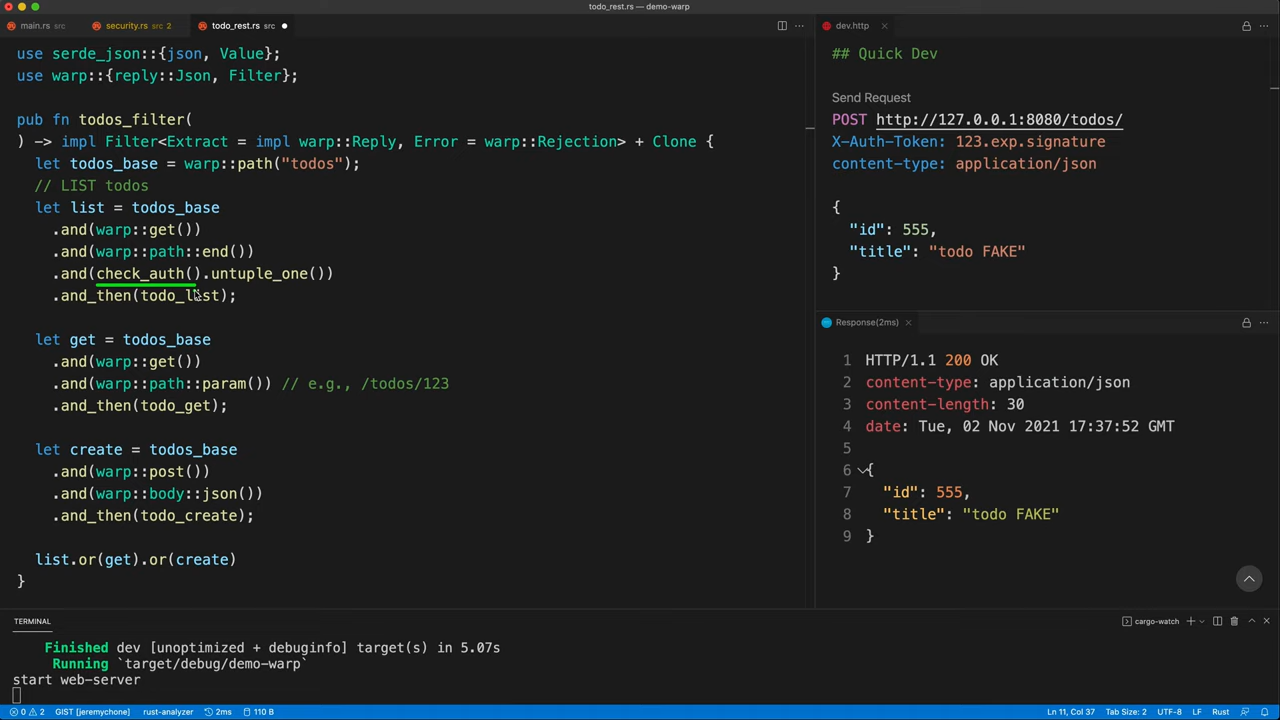 todo_rest.rs — demo-warp
main.rs src
security.rs src 2
todo_rest.rs src
dev.http
use serde_json::{json, Value};
use warp::{reply::Json, Filter};
pub fn todos_filter(
) -> impl Filter<Extract = impl warp::Reply, Error = warp::Rejection> + Clone {
let todos_base = warp::path("todos");
// LIST todos
let list = todos_base
.and(warp::get())
.and(warp::path::end())
.and(check_auth().untuple_one())
.and_then(todo_list);
let get = todos_base
.and(warp::get())
.and(warp::path::param()) // e.g., /todos/123
.and_then(todo_get);
let create = todos_base
.and(warp::post())
.and(warp::body::json())
.and_then(todo_create);
list.or(get).or(create)
}
## Quick Dev
Send Request
POST http://127.0.0.1:8080/todos/
X-Auth-Token: 123.exp.signature
content-type: application/json
{
"id": 555,
"title": "todo FAKE"
}
Response(2ms)
1 HTTP/1.1 200 OK
2 content-type: application/json
3 content-length: 30
4 date: Tue, 02 Nov 2021 17:37:52 GMT
5
6 {
7 "id": 555,
8 "title": "todo FAKE"
9 }
TERMINAL
cargo-watch
Finished dev [unoptimized + debuginfo] target(s) in 5.07s
Running `target/debug/demo-warp`
start web-server
0 2 GIST [jeremychone] rust-analyzer 2ms 110 B
Ln 11, Col 37 Tab Size: 2 UTF-8 LF Rust